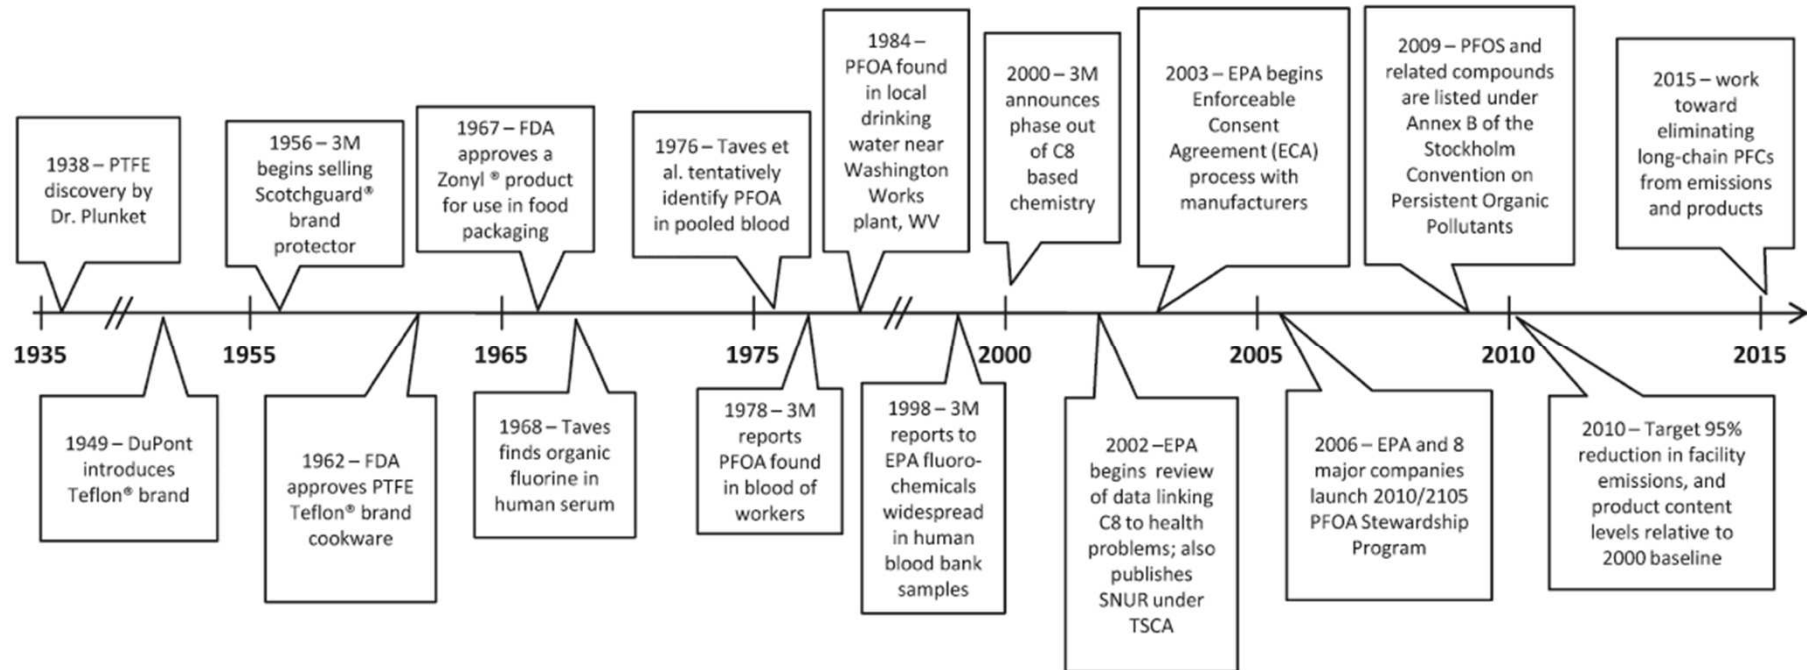 1938 – PTFE
discovery by
Dr. Plunket
1956 – 3M
begins selling
Scotchguard®
brand
protector
1967 – FDA
approves a
Zonyl ® product
for use in food
packaging
1976 – Taves et
al. tentatively
identify PFOA
in pooled blood
1984 –
PFOA found
in local
drinking
water near
Washington
Works
plant, WV
2000 – 3M
announces
phase out
of C8
based
chemistry
2003 – EPA begins
Enforceable
Consent
Agreement (ECA)
process with
manufacturers
2009 – PFOS and
related compounds
are listed under
Annex B of the
Stockholm
Convention on
Persistent Organic
Pollutants
2015 – work
toward
eliminating
long-chain PFCs
from emissions
and products
1935 1955 1965 1975 2000 2005 2010 2015
1949 – DuPont
introduces
Teflon® brand
1962 – FDA
approves PTFE
Teflon® brand
cookware
1968 – Taves
finds organic
fluorine in
human serum
1978 – 3M
reports
PFOA found
in blood of
workers
1998 – 3M
reports to
EPA fluoro-
chemicals
widespread
in human
blood bank
samples
2002 –EPA
begins review
of data linking
C8 to health
problems; also
publishes
SNUR under
TSCA
2006 – EPA and 8
major companies
launch 2010/2105
PFOA Stewardship
Program
2010 – Target 95%
reduction in facility
emissions, and
product content
levels relative to
2000 baseline